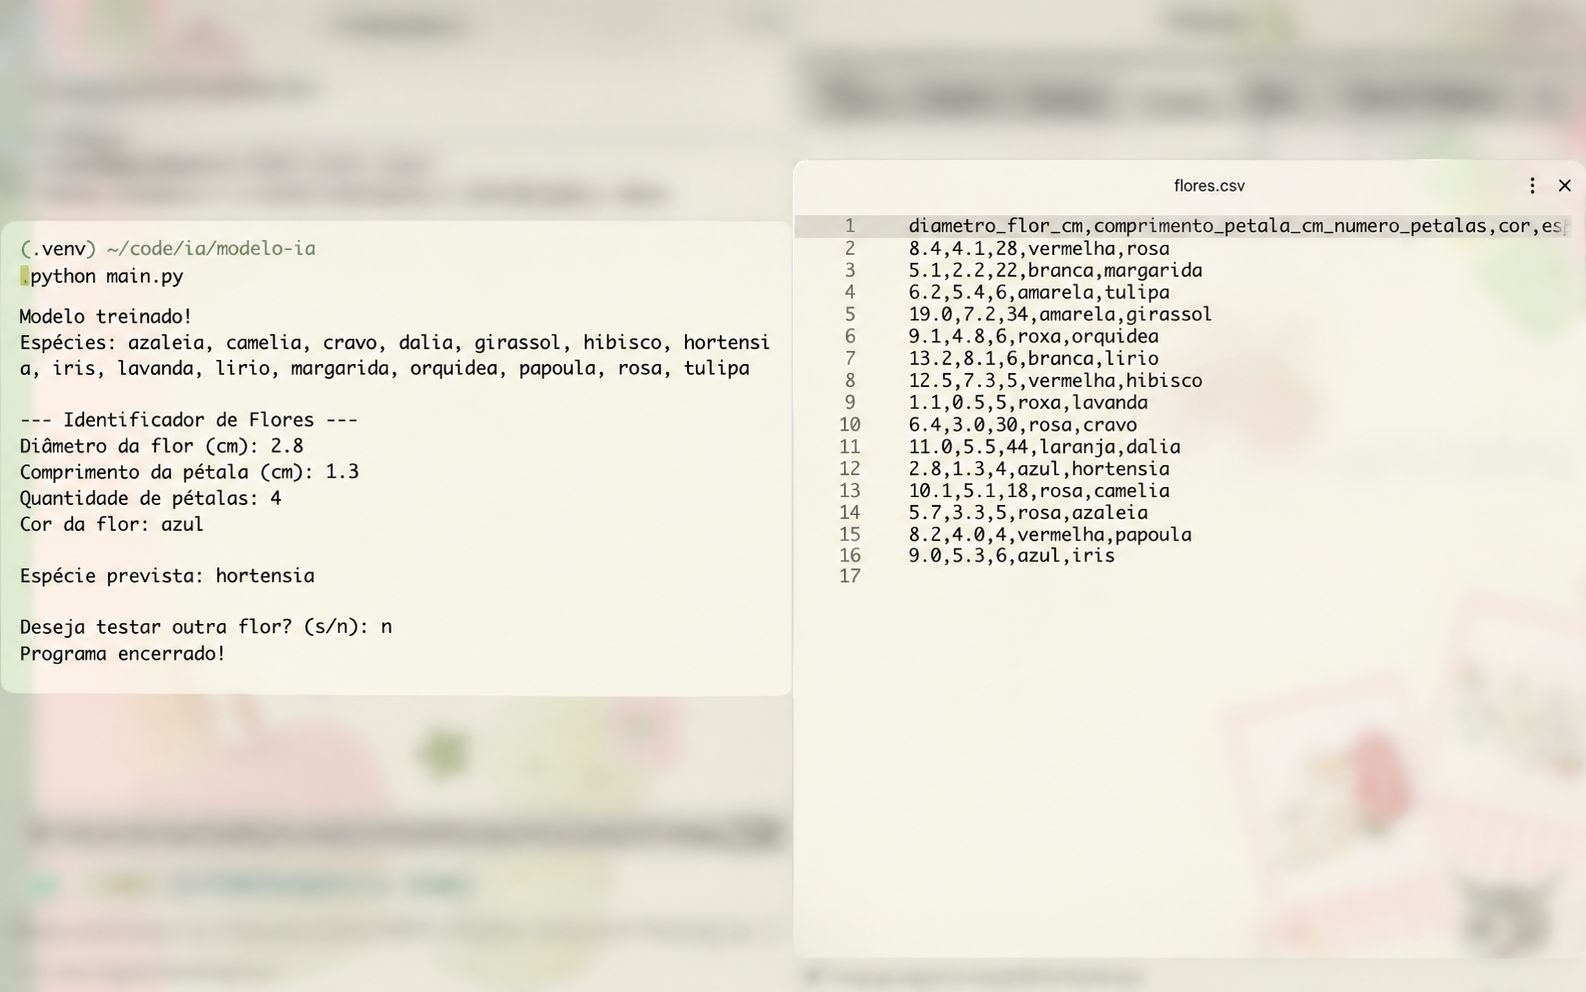 (.venv) ~/code/ia/modelo-ia
.python main.py
Modelo treinado!
Espécies: azaleia, camelia, cravo, dalia, girassol, hibisco, hortensi
a, iris, lavanda, lirio, margarida, orquidea, papoula, rosa, tulipa
--- Identificador de Flores ---
Diâmetro da flor (cm): 2.8
Comprimento da pétala (cm): 1.3
Quantidade de pétalas: 4
Cor da flor: azul
Espécie prevista: hortensia
Deseja testar outra flor? (s/n): n
Programa encerrado!
flores.csv
1 diametro_flor_cm,comprimento_petala_cm_numero_petalas,cor,es
2 8.4,4.1,28,vermelha,rosa
3 5.1,2.2,22,branca,margarida
4 6.2,5.4,6,amarela,tulipa
5 19.0,7.2,34,amarela,girassol
6 9.1,4.8,6,roxa,orquidea
7 13.2,8.1,6,branca,lirio
8 12.5,7.3,5,vermelha,hibisco
9 1.1,0.5,5,roxa,lavanda
10 6.4,3.0,30,rosa,cravo
11 11.0,5.5,44,laranja,dalia
12 2.8,1.3,4,azul,hortensia
13 10.1,5.1,18,rosa,camelia
14 5.7,3.3,5,rosa,azaleia
15 8.2,4.0,4,vermelha,papoula
16 9.0,5.3,6,azul,iris
17